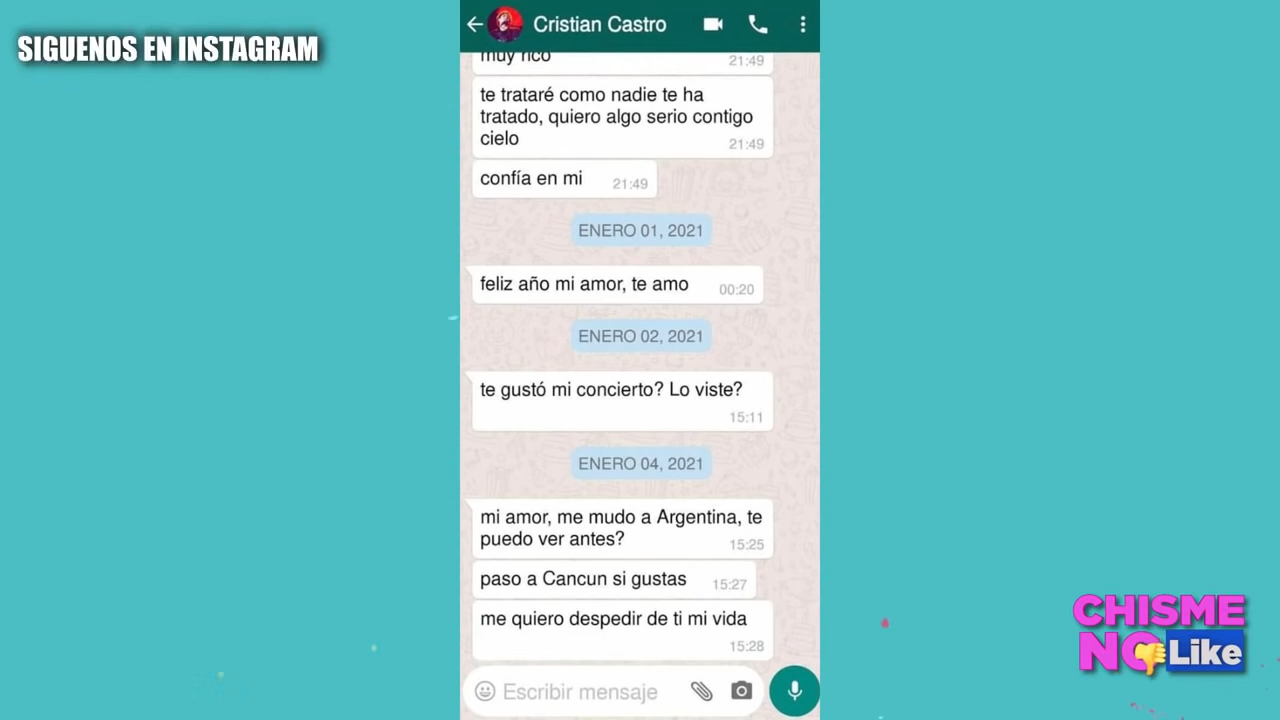 SIGUENOS EN INSTAGRAM
Cristian Castro
muy rico
21:49
te trataré como nadie te ha
tratado, quiero algo serio contigo
cielo
21:49
confía en mi 21:49
ENERO 01, 2021
feliz año mi amor, te amo 00:20
ENERO 02, 2021
te gustó mi concierto? Lo viste?
15:11
ENERO 04, 2021
mi amor, me mudo a Argentina, te
puedo ver antes?
15:25
paso a Cancun si gustas 15:27
me quiero despedir de ti mi vida
15:28
Escribir mensaje
CHISME
NO Like